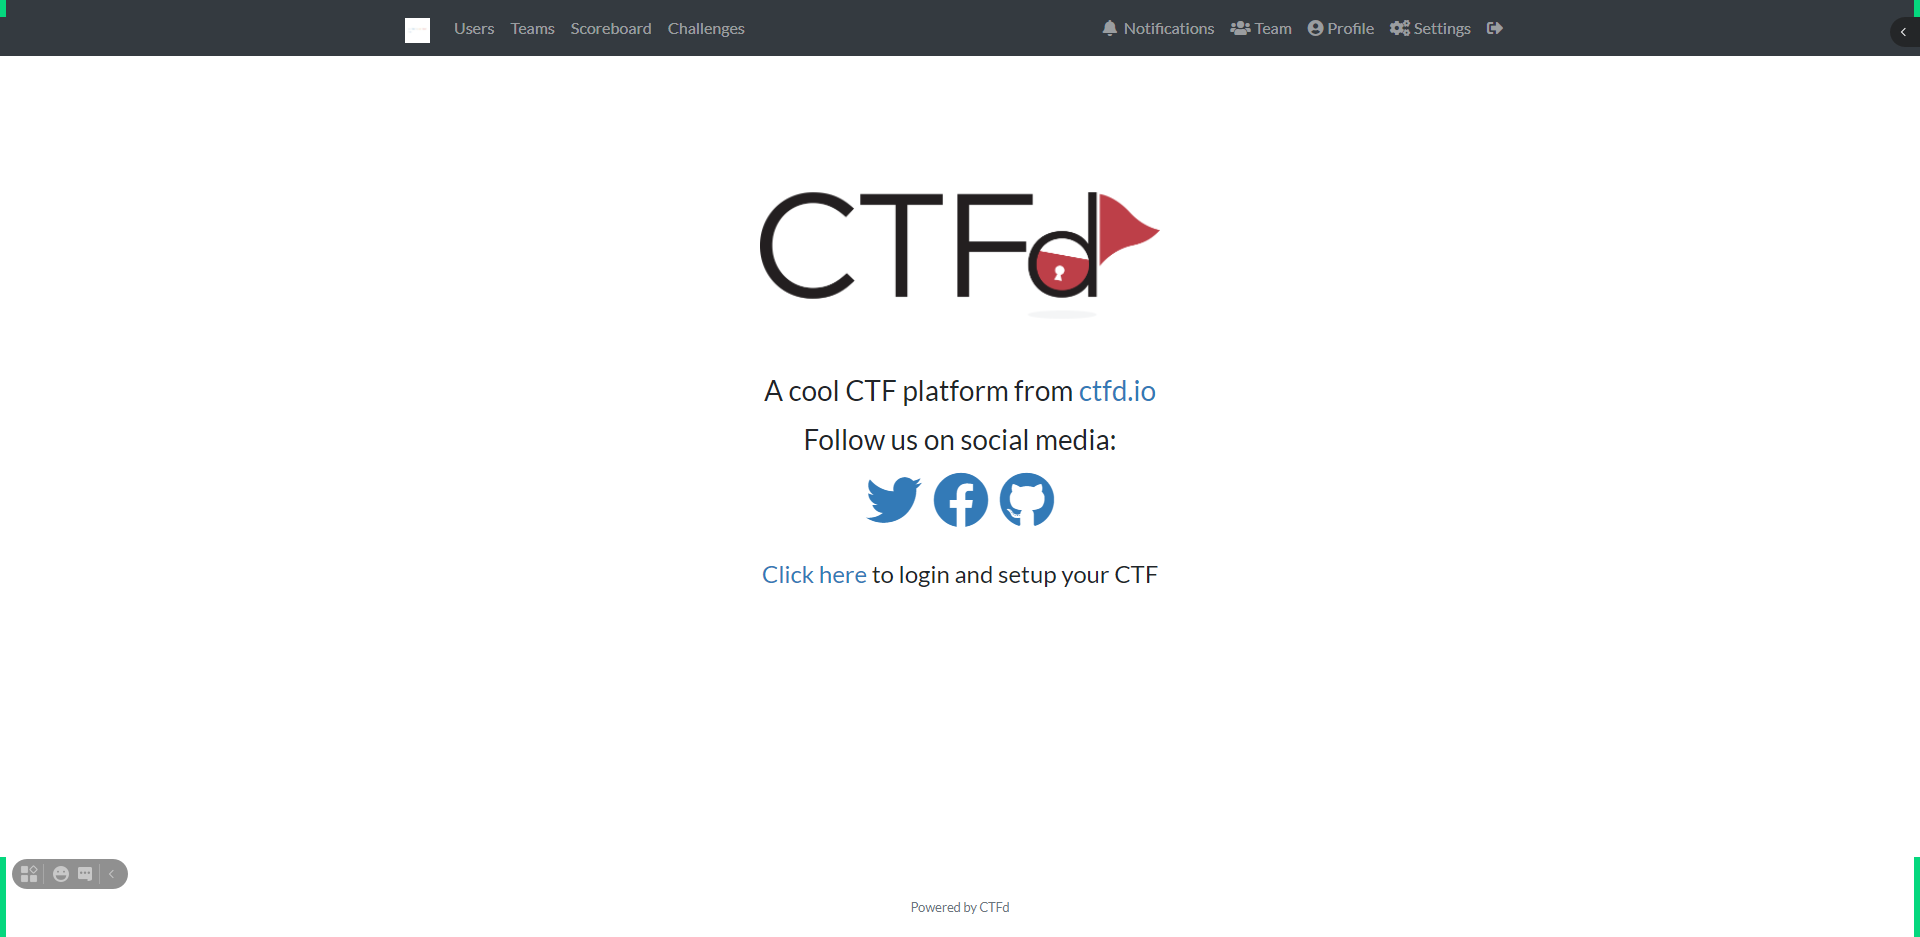 Users Teams Scoreboard Challenges Notifications Team Profile Settings
CTFd
A cool CTF platform from ctfd.io
Follow us on social media:
Click here to login and setup your CTF
Powered by CTFd